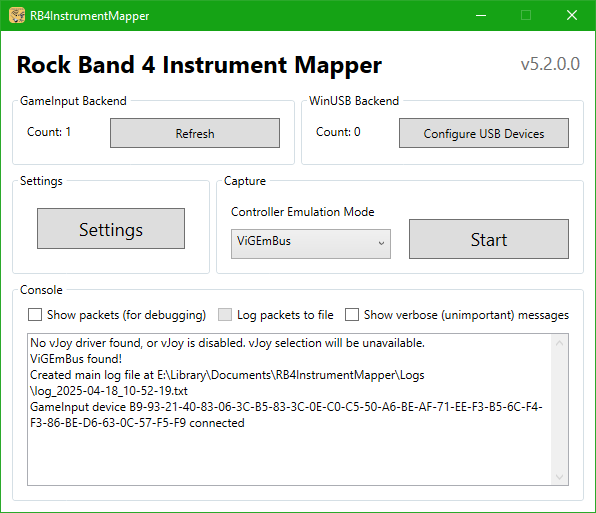 RB4InstrumentMapper
Rock Band 4 Instrument Mapper
v5.2.0.0
GameInput Backend
Count: 1
Refresh
WinUSB Backend
Count: 0
Configure USB Devices
Settings
Settings
Capture
Controller Emulation Mode
ViGEmBus
Start
Console
Show packets (for debugging)
Log packets to file
Show verbose (unimportant) messages
No vJoy driver found, or vJoy is disabled. vJoy selection will be unavailable.
ViGEmBus found!
Created main log file at E:\Library\Documents\RB4InstrumentMapper\Logs
\log_2025-04-18_10-52-19.txt
GameInput device B9-93-21-40-83-06-3C-B5-83-3C-0E-C0-C5-50-A6-BE-AF-71-EE-F3-B5-6C-F4-
F3-86-BE-D6-63-0C-57-F5-F9 connected